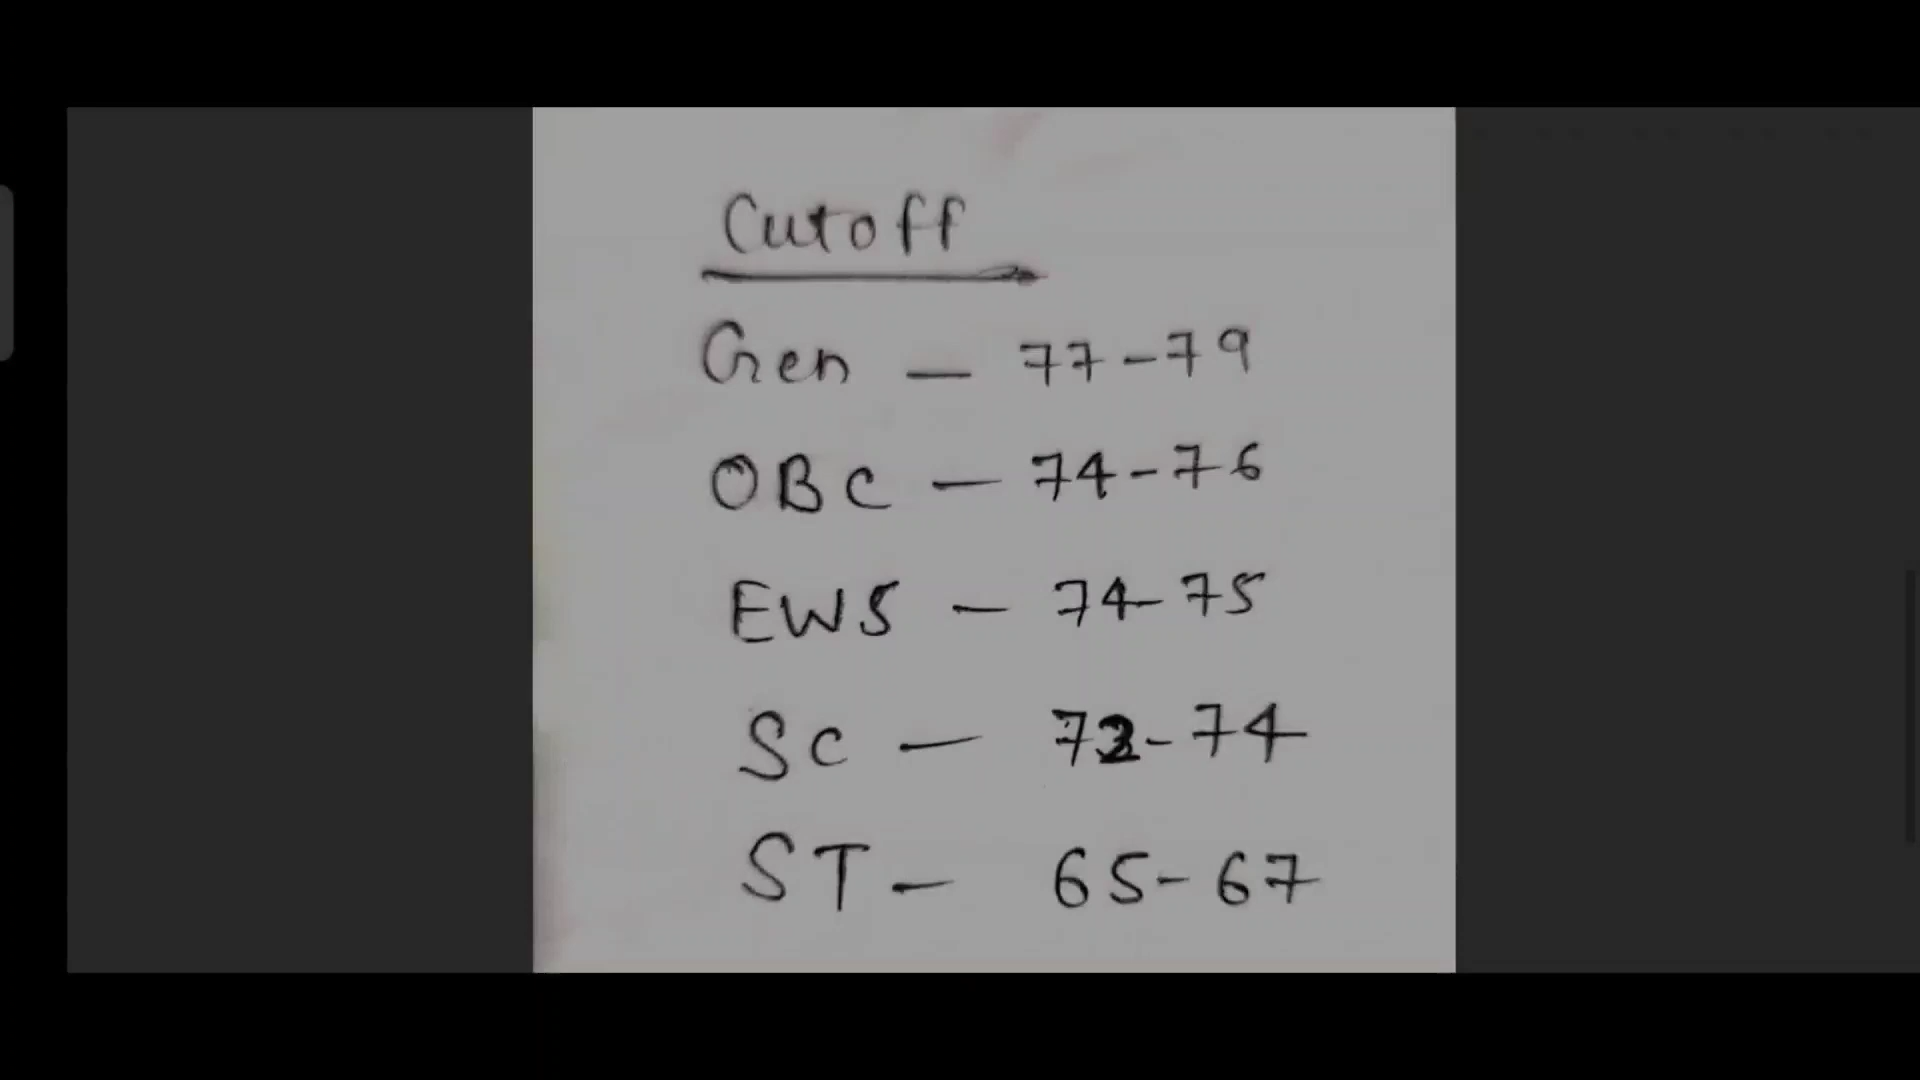 Cutoff
Gen - 77-79
OBC - 74-76
EWS - 74-75
SC - 72-74
ST - 65-67